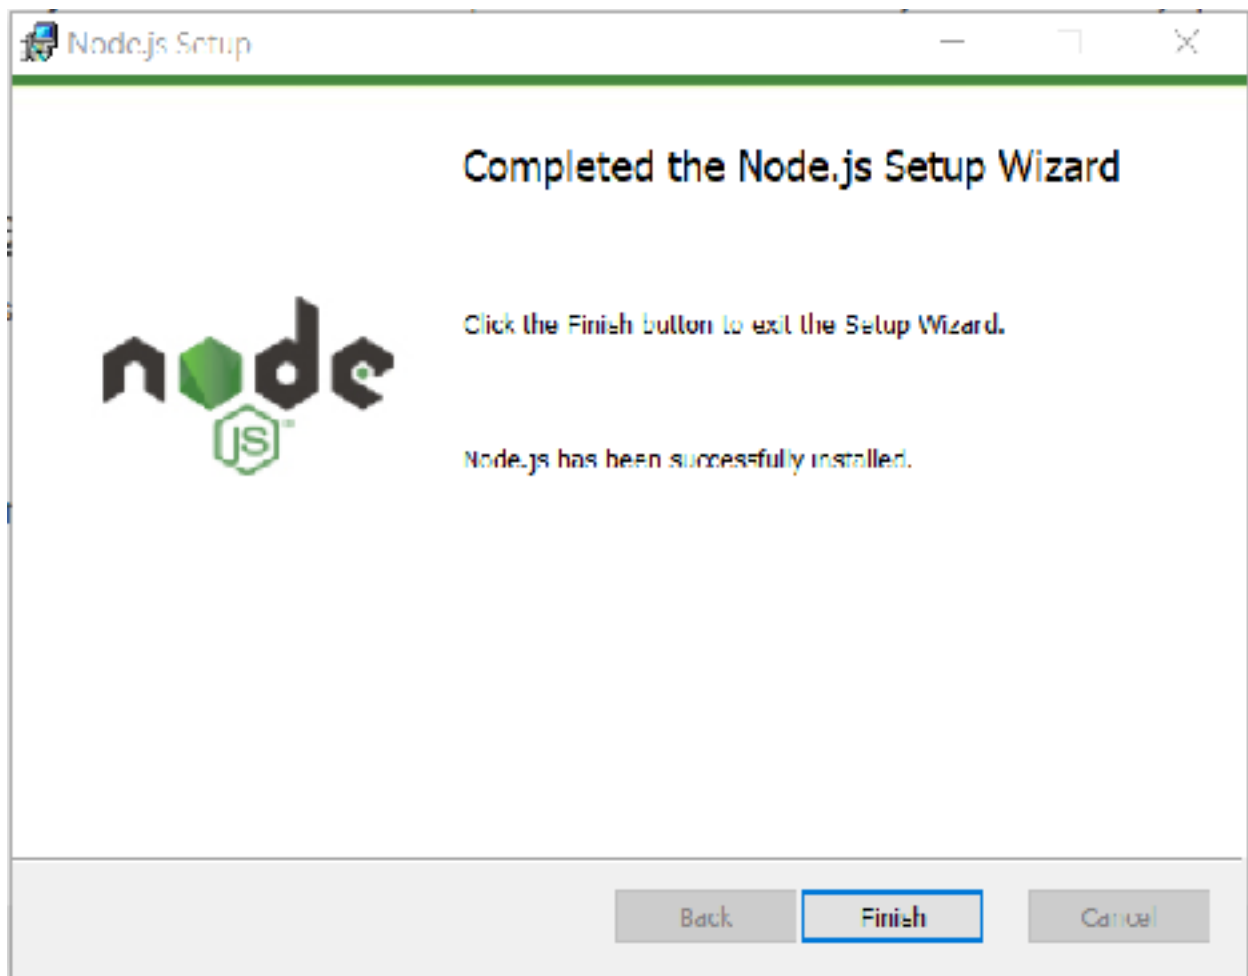 Node.js Setup
Completed the Node.js Setup Wizard
Click the Finish button to exit the Setup Wizard.
node
JS
Node.js has been successfully installed.
Back
Finish
Cancel